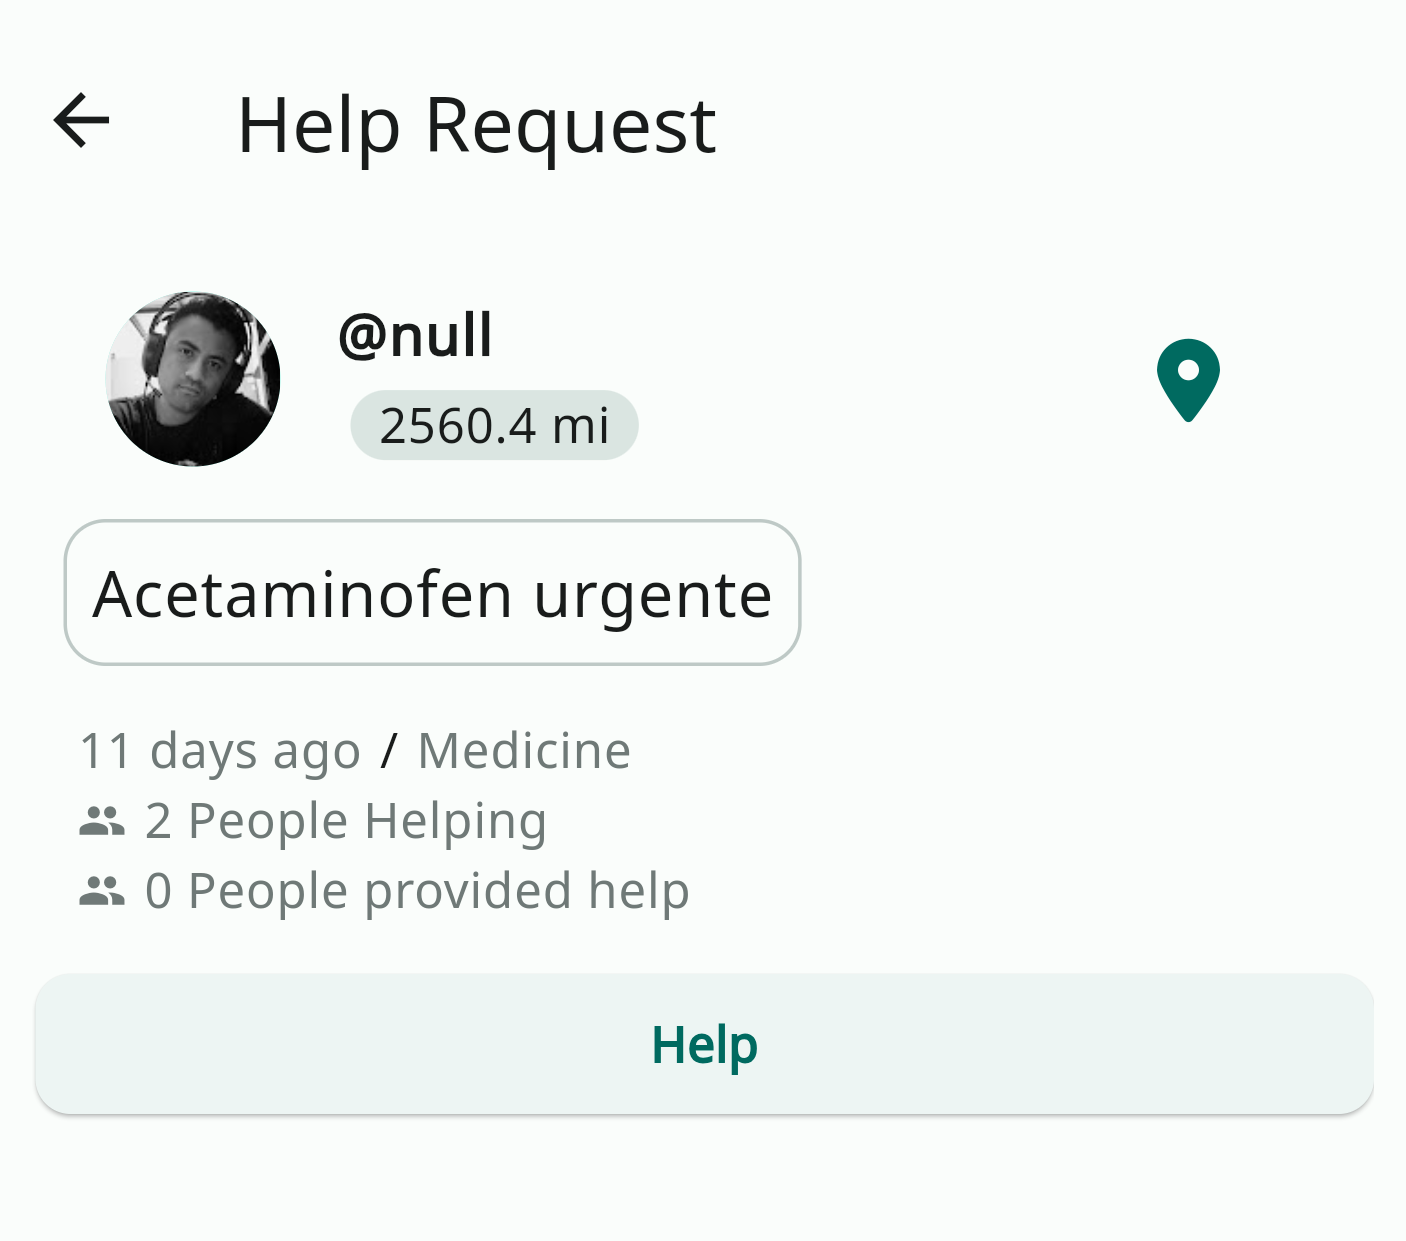 Help Request
@null
2560.4 mi
Acetaminofen urgente
11 days ago / Medicine
2 People Helping
0 People provided help
Help